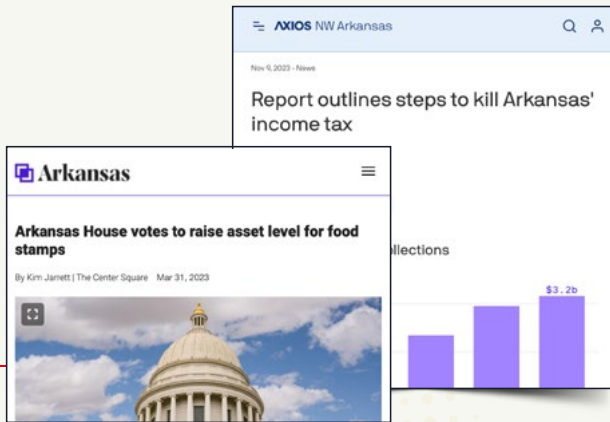 AXIOS NW Arkansas
Nov 9, 2023 - News
Report outlines steps to kill Arkansas'
income tax
llections
$3.2b
Arkansas
Arkansas House votes to raise asset level for food
stamps
By Kim Jarrett | The Center Square Mar 31, 2023